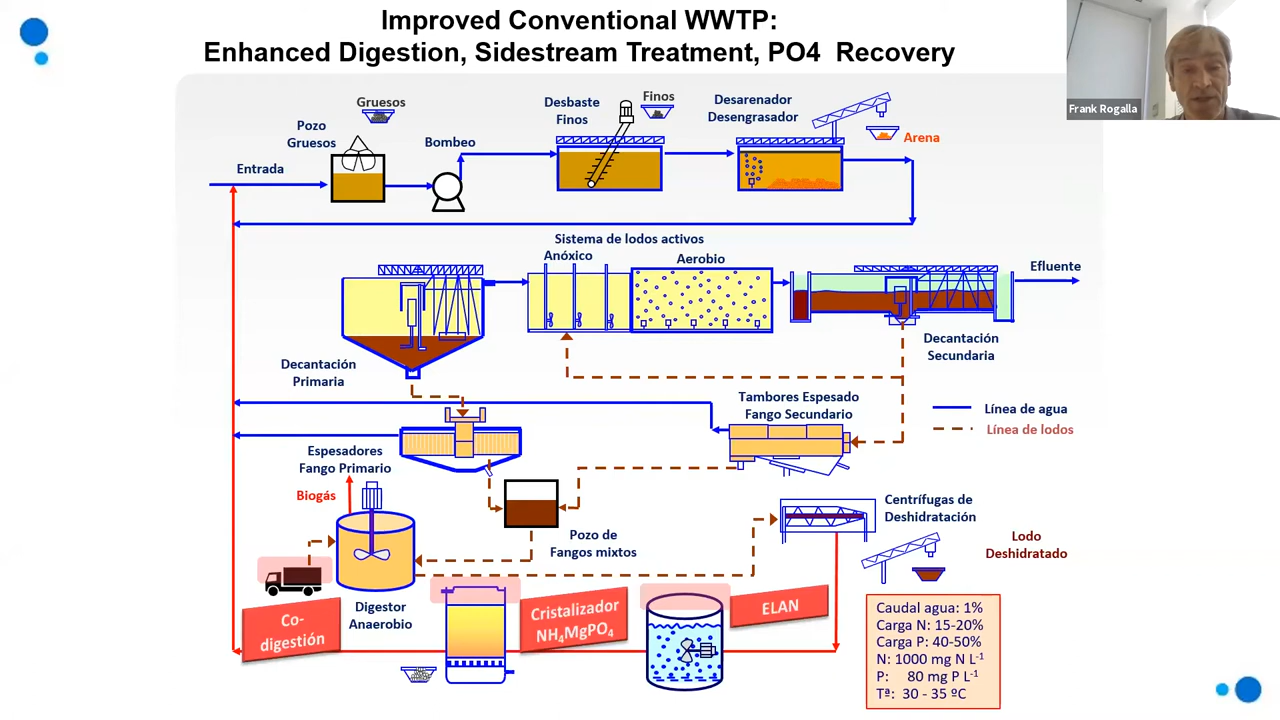 Improved Conventional WWTP:
Enhanced Digestion, Sidestream Treatment, PO4 Recovery
Frank Rogalla
Gruesos
Pozo
Gruesos
Entrada
Bombeo
Desbaste
Finos
Finos
Desarenador
Desengrasador
Arena
Sistema de lodos activos
Anóxico
Aerobio
Efluente
Decantación
Primaria
Decantación
Secundaria
Tambores Espesado
Fango Secundario
Línea de agua
Línea de lodos
Espesadores
Fango Primario
Biogás
Pozo de
Fangos mixtos
Centrífugas de
Deshidratación
Lodo
Deshidratado
Digestor
Anaerobio
Co-
digestión
Cristalizador
NH₄MgPO₄
ELAN
Caudal agua: 1%
Carga N: 15-20%
Carga P: 40-50%
N: 1000 mg N L⁻¹
P: 80 mg P L⁻¹
Tª: 30 - 35 ºC